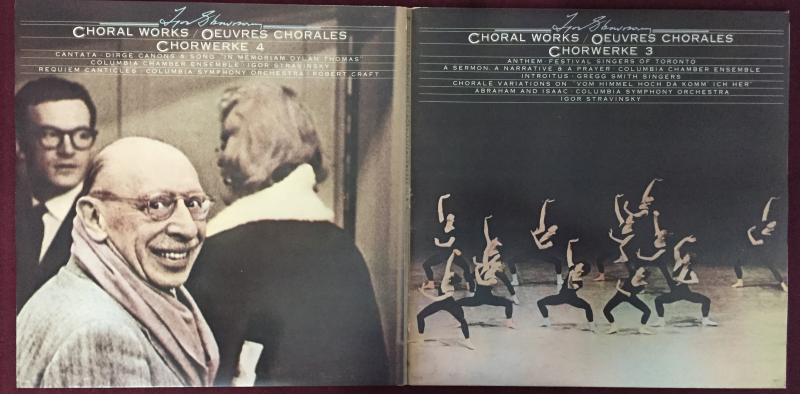 Igor Stravinsky
CHORAL WORKS / OEUVRES CHORALES
CHORWERKE 4
CANTATA · DIRGE CANONS & SONG "IN MEMORIAM DYLAN THOMAS"
COLUMBIA CHAMBER ENSEMBLE · IGOR STRAVINSKY
REQUIEM CANTICLES · COLUMBIA SYMPHONY ORCHESTRA · ROBERT CRAFT
Igor Stravinsky
CHORAL WORKS / OEUVRES CHORALES
CHORWERKE 3
ANTHEM · FESTIVAL SINGERS OF TORONTO
A SERMON, A NARRATIVE & A PRAYER · COLUMBIA CHAMBER ENSEMBLE
INTROITUS · GREGG SMITH SINGERS
CHORALE VARIATIONS ON "VOM HIMMEL HOCH DA KOMM' ICH HER"
ABRAHAM AND ISAAC · COLUMBIA SYMPHONY ORCHESTRA
IGOR STRAVINSKY